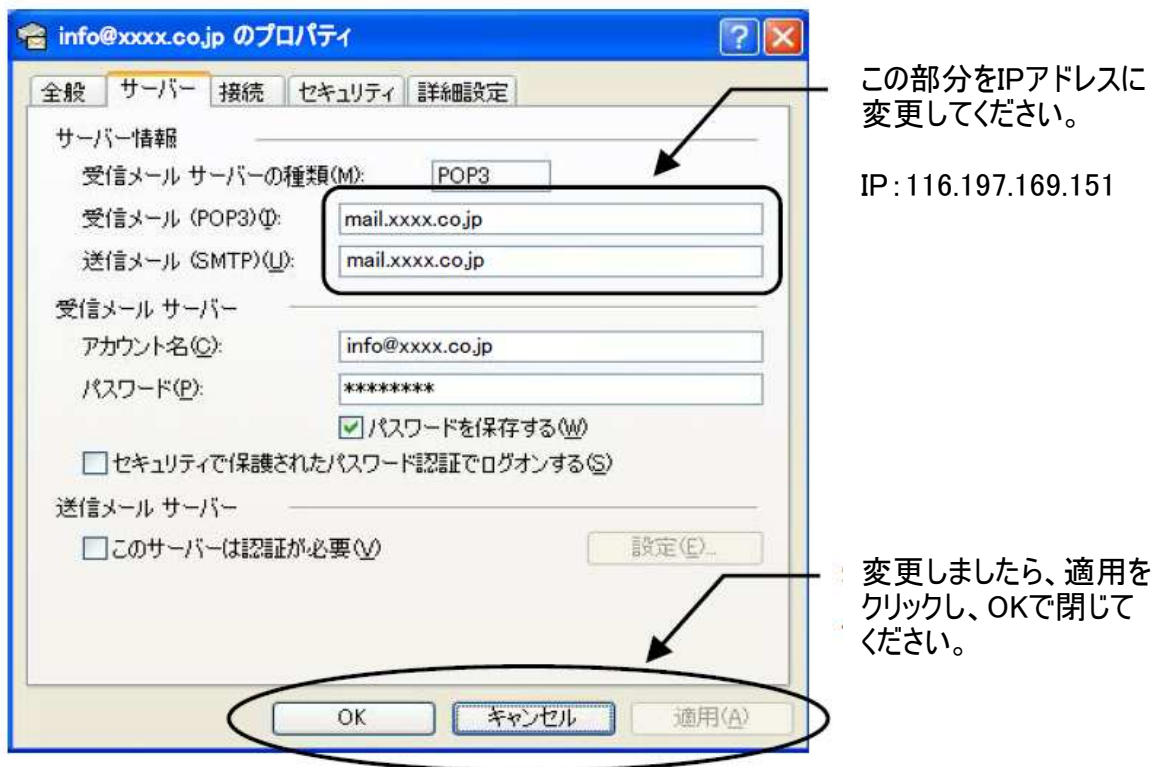 info@xxxx.co.jp のプロパティ
全般 サーバー 接続 セキュリティ 詳細設定
サーバー情報
受信メール サーバーの種類(M): POP3
受信メール (POP3)(I): mail.xxxx.co.jp
送信メール (SMTP)(U): mail.xxxx.co.jp
受信メール サーバー
アカウント名(C): info@xxxx.co.jp
パスワード(P): ********
パスワードを保存する(W)
セキュリティで保護されたパスワード認証でログオンする(S)
送信メール サーバー
このサーバーは認証が必要(V) 設定(E)...
OK キャンセル 適用(A)
この部分をIPアドレスに
変更してください。
IP:116.197.169.151
変更しましたら、適用を
クリックし、OKで閉じて
ください。